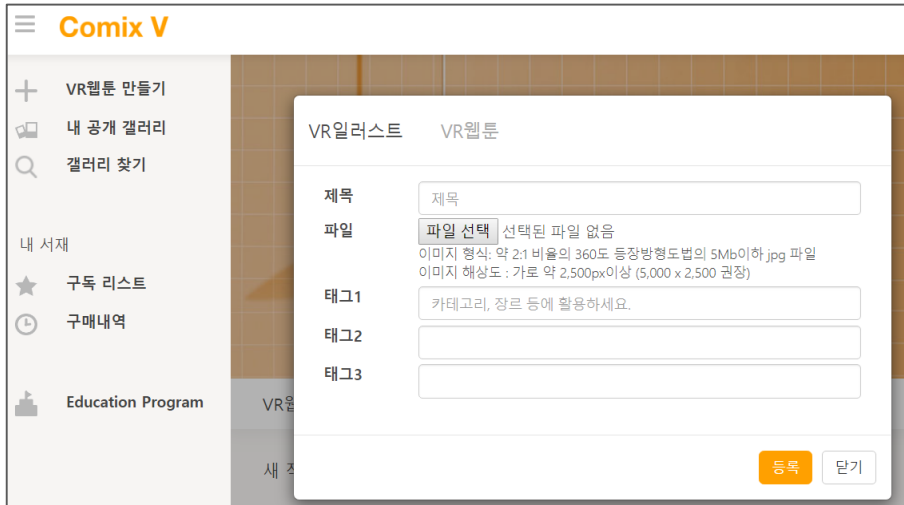 Comix V
VR웹툰 만들기
내 공개 갤러리
갤러리 찾기
내 서재
구독 리스트
구매내역
Education Program
VR일러스트 VR웹툰
제목 제목
파일 파일 선택 선택된 파일 없음
이미지 형식: 약 2:1 비율의 360도 등장방형도법의 5Mb이하 jpg 파일
이미지 해상도 : 가로 약 2,500px이상 (5,000 x 2,500 권장)
태그1 카테고리, 장르 등에 활용하세요.
태그2
태그3
VR웹
등록 닫기
새 작